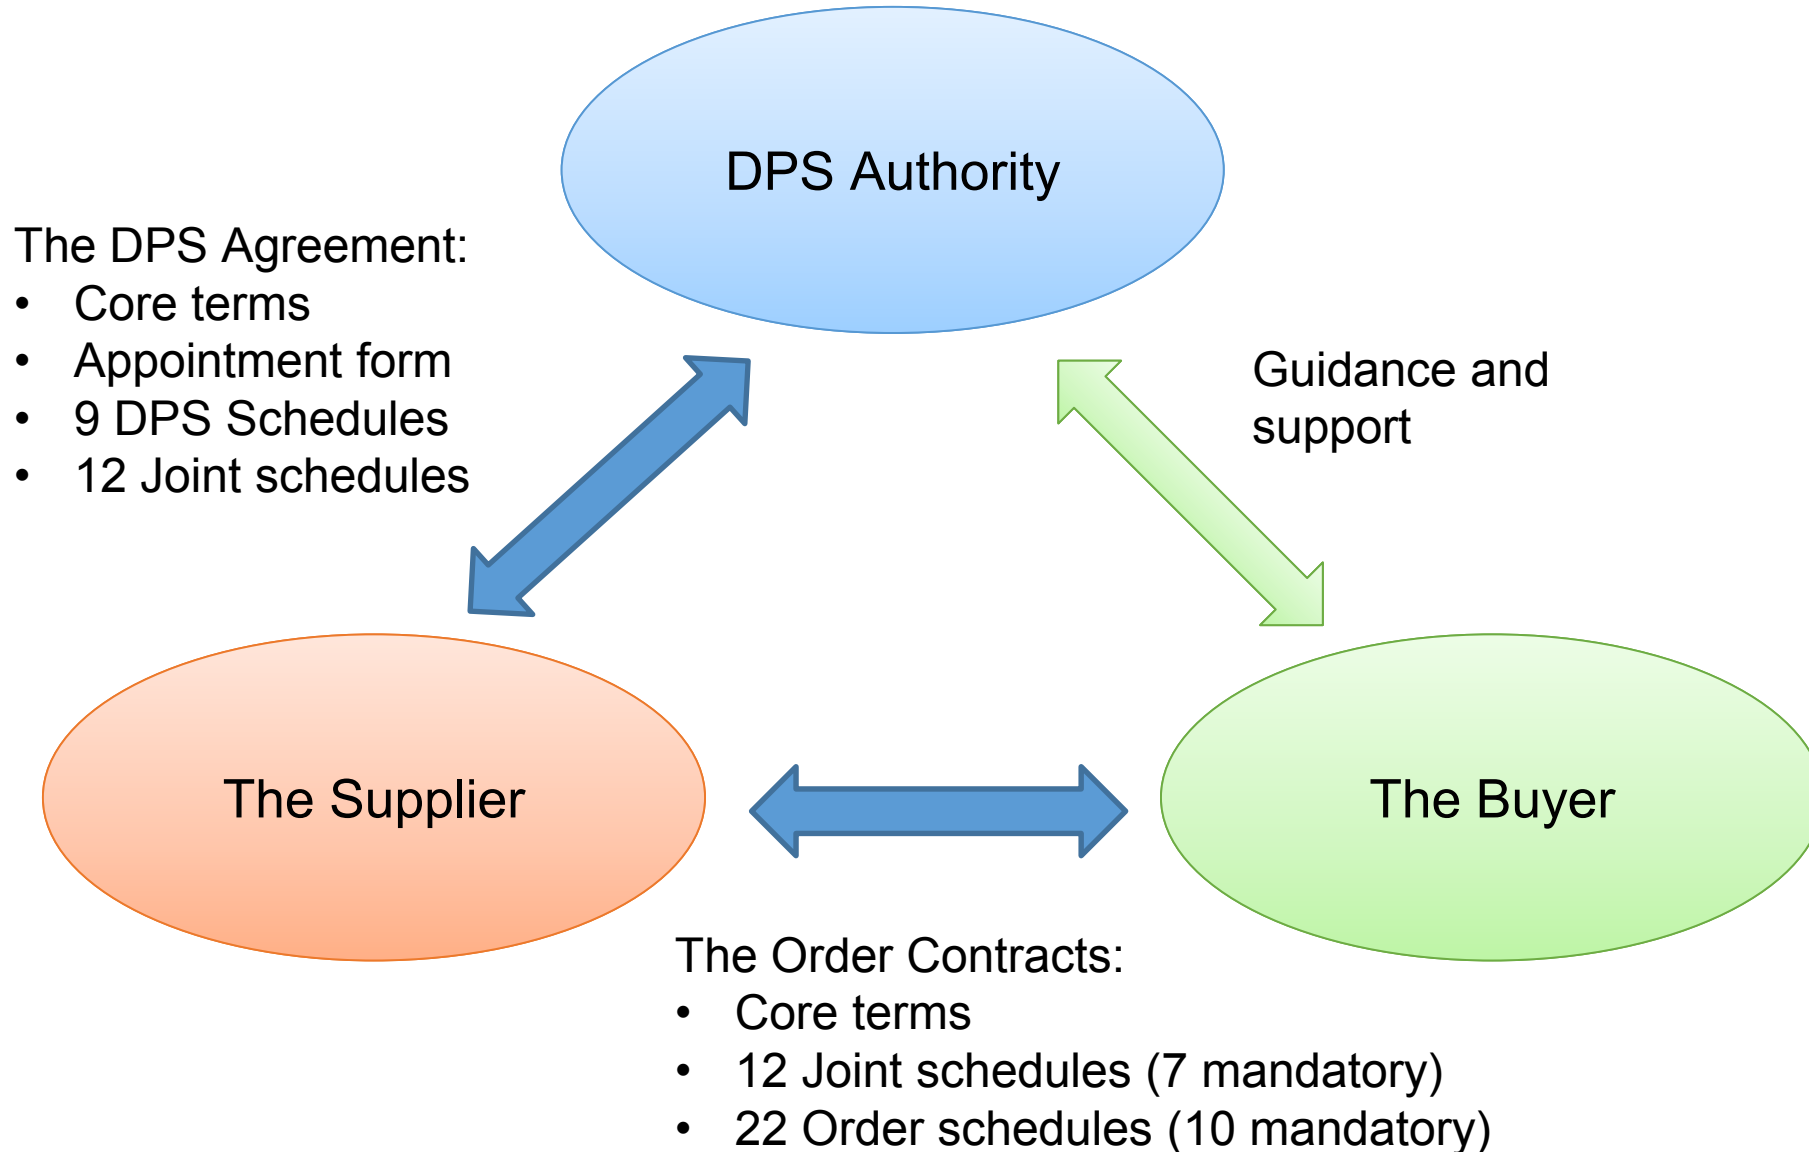 DPS Authority
The DPS Agreement:
• Core terms
• Appointment form
• 9 DPS Schedules
• 12 Joint schedules
Guidance and
support
The Supplier
The Buyer
The Order Contracts:
• Core terms
• 12 Joint schedules (7 mandatory)
• 22 Order schedules (10 mandatory)